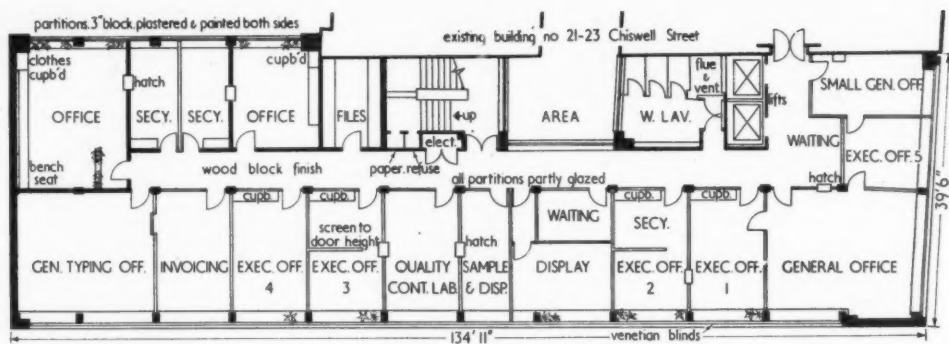 partitions. 3" block. plastered & painted both sides
existing building no 21-23 Chiswell Street
clothes
cupb'd
cupb'd
flue
&
vent
hatch
lifts
SMALL GEN. OFF.
OFFICE
SECY.
SECY.
OFFICE
FILES
up
AREA
W. LAV.
elect.
WAITING
EXEC. OFF. 5
bench
seat
wood block finish
paper. refuse
all partitions partly glazed
hatch
39' 6"
cupb.
cupb.
cupb.
cupb.
WAITING
SECY.
screen to
door height
hatch
GEN. TYPING OFF.
INVOICING
EXEC. OFF.
4
EXEC. OFF.
3
QUALITY
CONT. LAB.
SAMPLE
& DISP.
DISPLAY
EXEC. OFF.
2
EXEC. OFF.
1
GENERAL OFFICE
134' 11"
venetian blinds